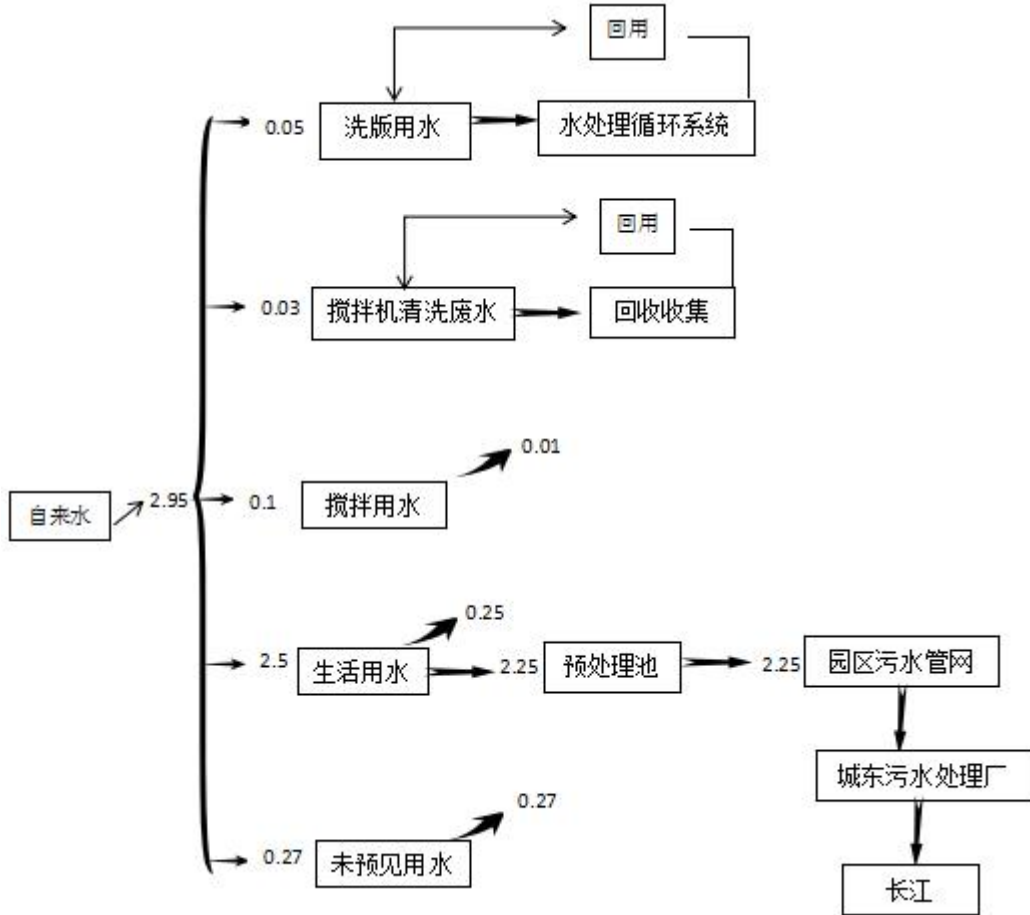 回用
0.05
洗版用水
水处理循环系统
回用
0.03
搅拌机清洗废水
回收收集
0.01
自来水
2.95
0.1
搅拌用水
0.25
2.5
生活用水
2.25
预处理池
2.25
园区污水管网
城东污水处理厂
0.27
0.27
未预见用水
长江